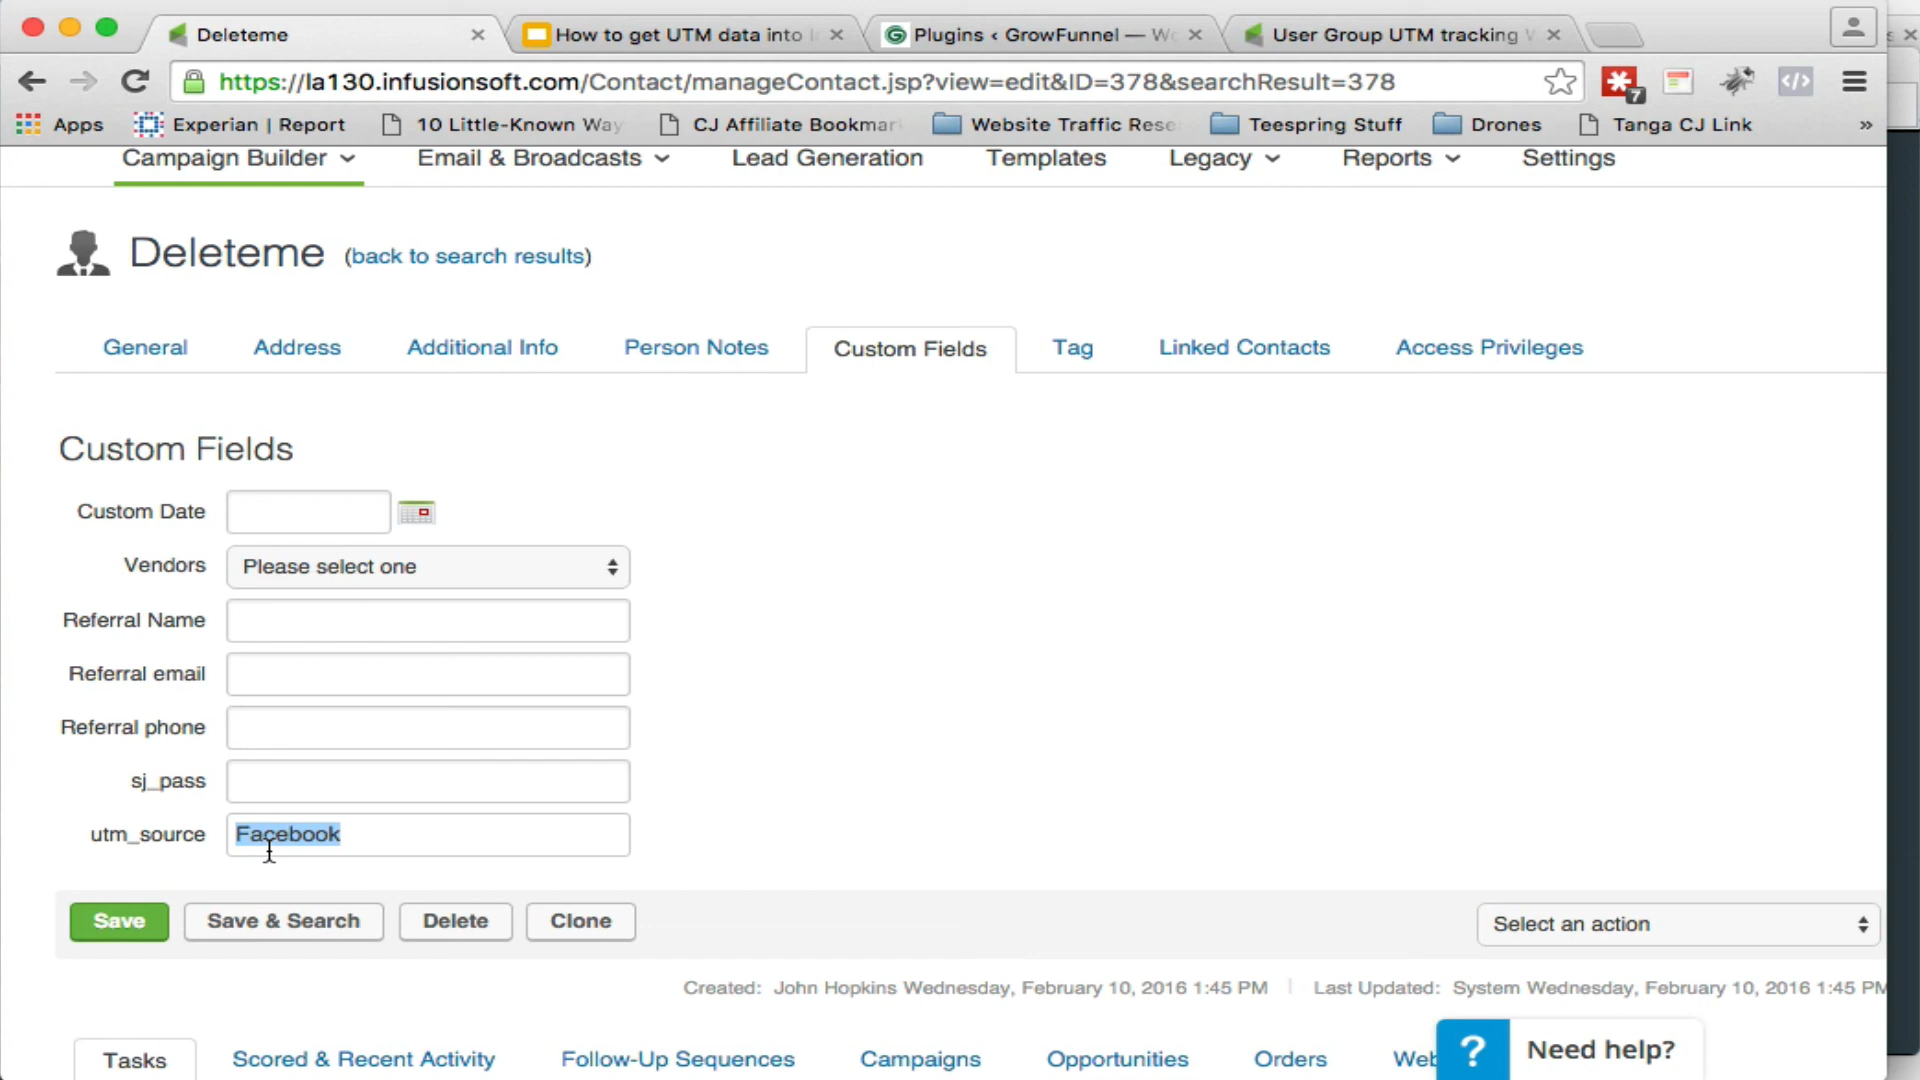 Deleteme
How to get UTM data into
Plugins ‹ GrowFunnel — Wo
User Group UTM tracking
https://la130.infusionsoft.com/Contact/manageContact.jsp?view=edit&ID=378&searchResult=378
7
Apps
Experian | Report
10 Little-Known Way
CJ Affiliate Bookmar
Website Traffic Rese
Teespring Stuff
Drones
Tanga CJ Link
»
Campaign Builder
Email & Broadcasts
Lead Generation
Templates
Legacy
Reports
Settings
Deleteme (back to search results)
General
Address
Additional Info
Person Notes
Custom Fields
Tag
Linked Contacts
Access Privileges
Custom Fields
Custom Date
Vendors Please select one
Referral Name
Referral email
Referral phone
sj_pass
utm_source Facebook
Save
Save & Search
Delete
Clone
Select an action
Created: John Hopkins Wednesday, February 10, 2016 1:45 PM | Last Updated: System Wednesday, February 10, 2016 1:45 PM
Tasks
Scored & Recent Activity
Follow-Up Sequences
Campaigns
Opportunities
Orders
Web
? Need help?